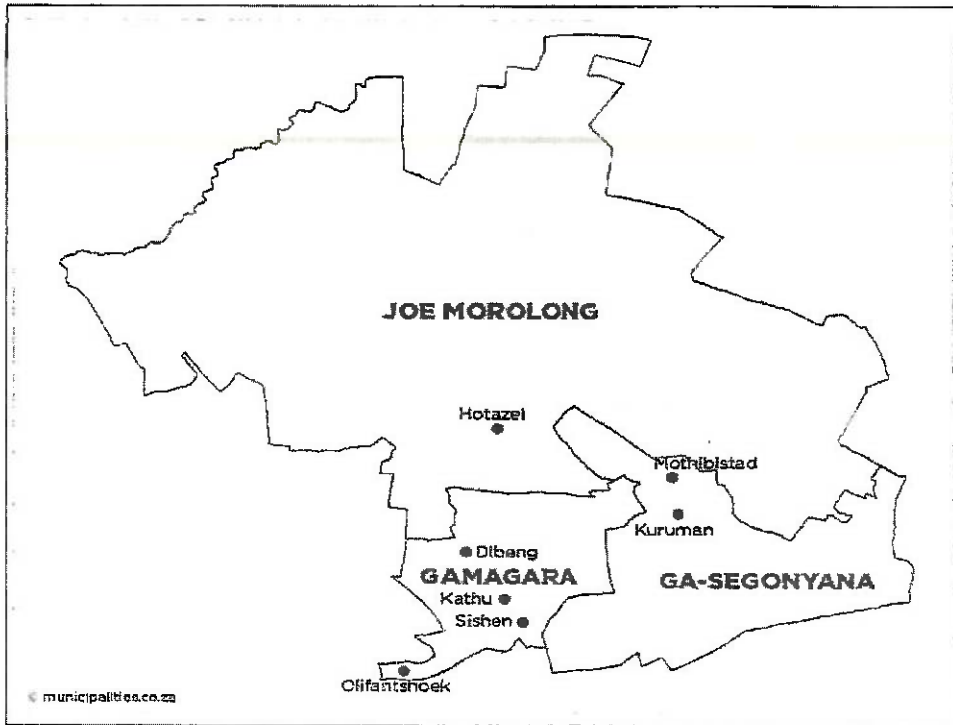 JOE MOROLONG
Hotazel
Mothibistad
Kuruman
Dibeng
GAMAGARA
GA-SEGONYANA
Kathu
Sishen
Olifantshoek
© municipalities.co.za